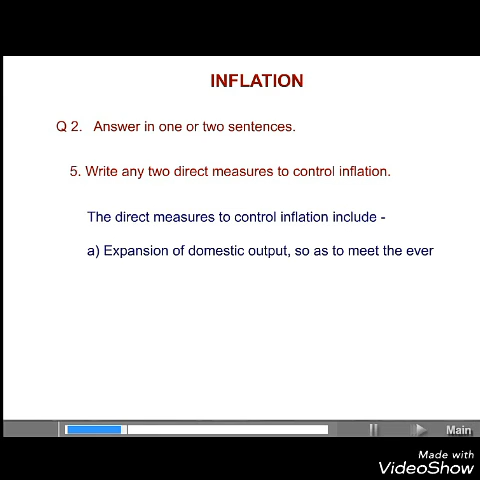 INFLATION
Q 2. Answer in one or two sentences.
5. Write any two direct measures to control inflation.
The direct measures to control inflation include -
a) Expansion of domestic output, so as to meet the ever
Main
Made with
VideoShow